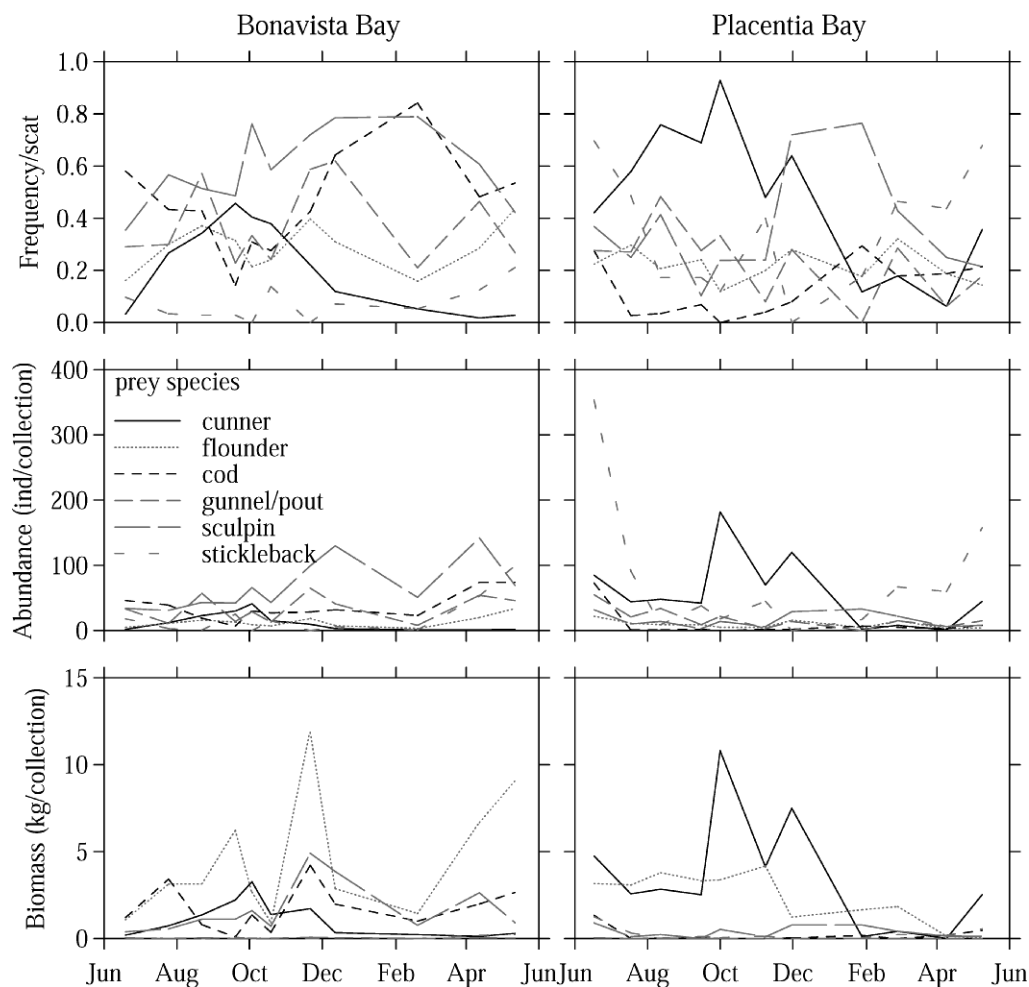 Bonavista Bay
Placentia Bay
Frequency/scat
1.0
0.8
0.6
0.4
0.2
0.0
Abundance (ind/collection)
400
300
200
100
0
prey species
cunner
flounder
cod
gunnel/pout
sculpin
stickleback
Biomass (kg/collection)
15
10
5
0
Jun Aug Oct Dec Feb Apr Jun Jun Aug Oct Dec Feb Apr Jun